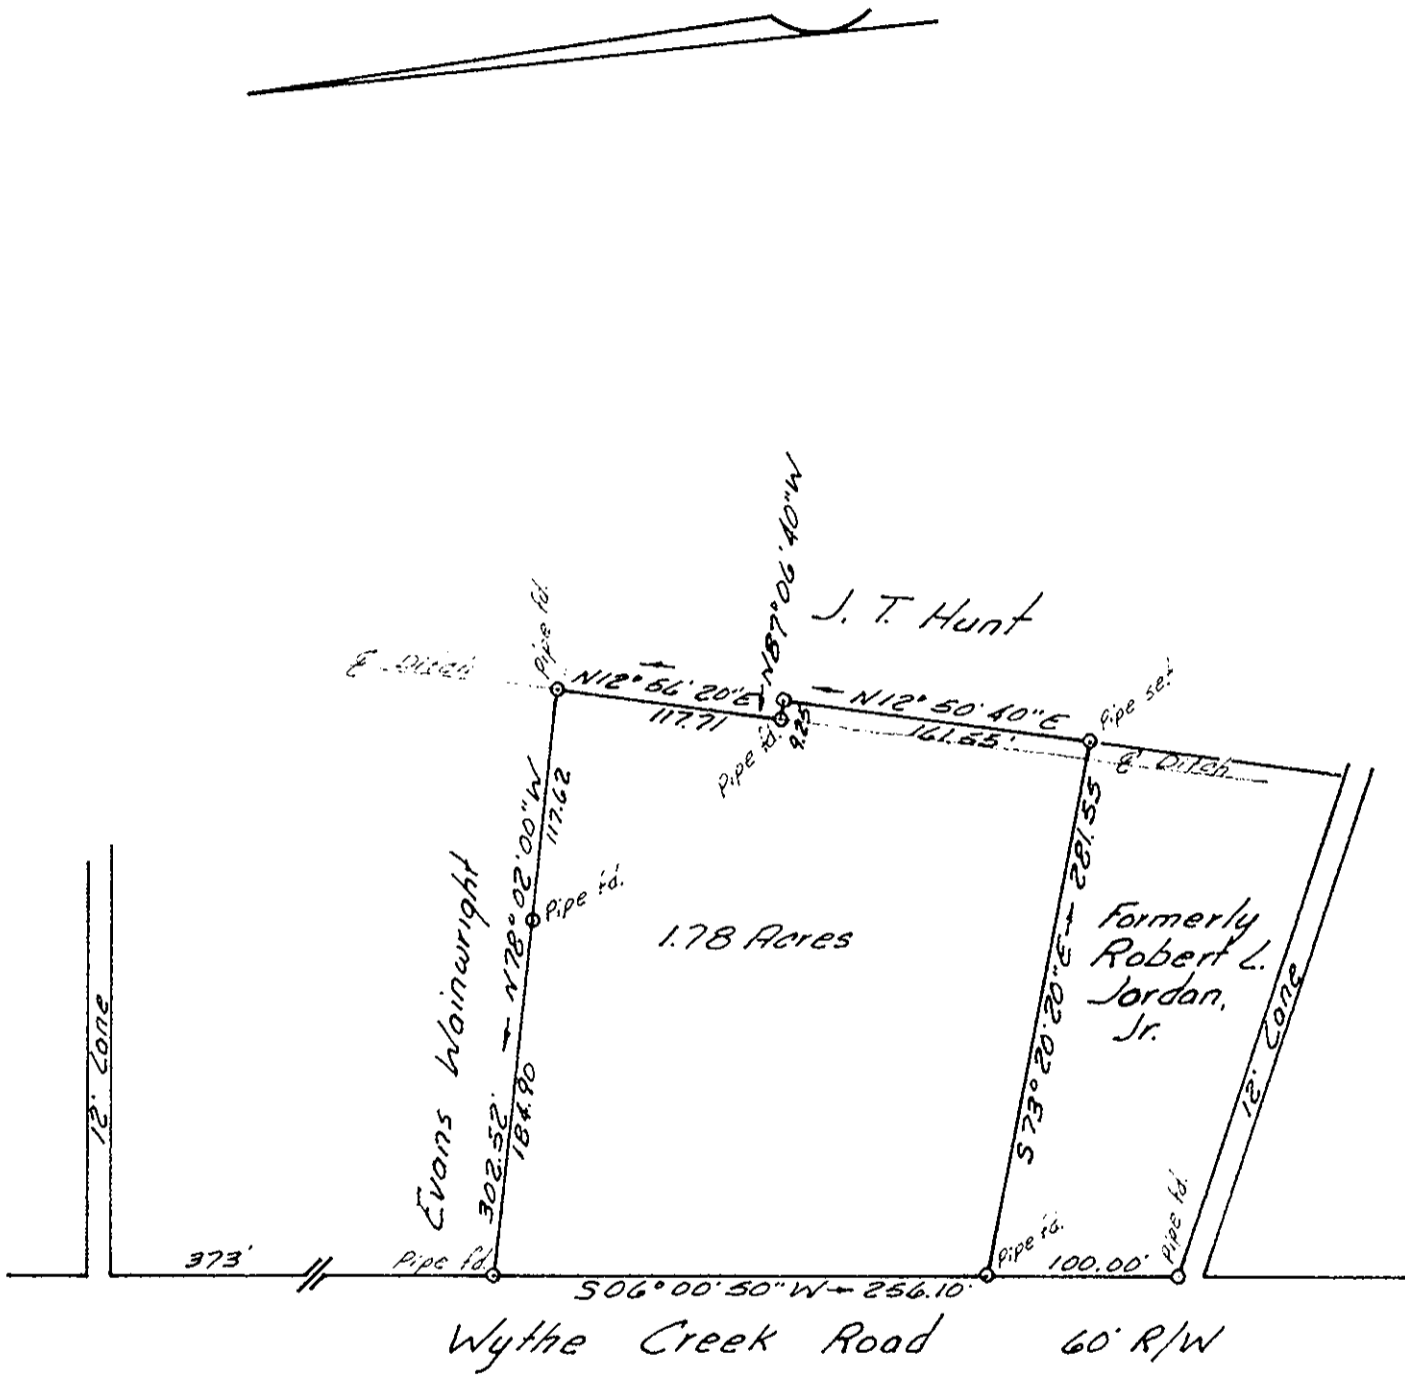 N87°06'40"W
J. T. Hunt
Pipe fd.
℄ Ditch
N12° 56' 20"E
117.71
9.25
Pipe fd.
N12° 50' 40"E
161.55'
Pipe set
℄ Ditch
N78° 02' 00" W
117.62
184.90
302.52'
Pipe fd.
Evans Wainwright
1.78 Acres
S73° 20' 20"E 281.55
Formerly
Robert L.
Jordan,
Jr.
12' Lane
12' Lane
373'
Pipe fd.
Pipe fd.
100.00'
Pipe fd.
S06° 00' 50" W 256.10'
Wythe Creek Road 60' R/W